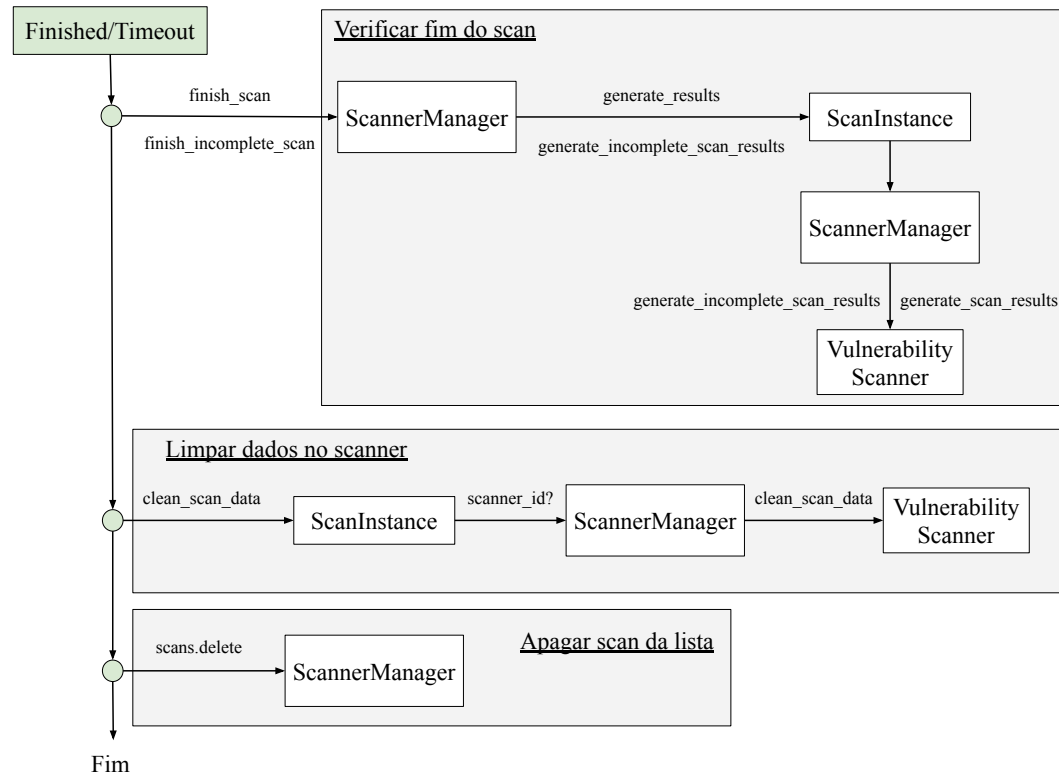 Finished/Timeout
Verificar fim do scan
finish_scan
finish_incomplete_scan
ScannerManager
generate_results
generate_incomplete_scan_results
ScanInstance
ScannerManager
generate_incomplete_scan_results
generate_scan_results
Vulnerability
Scanner
Limpar dados no scanner
clean_scan_data
ScanInstance
scanner_id?
ScannerManager
clean_scan_data
Vulnerability
Scanner
Apagar scan da lista
scans.delete
ScannerManager
Fim